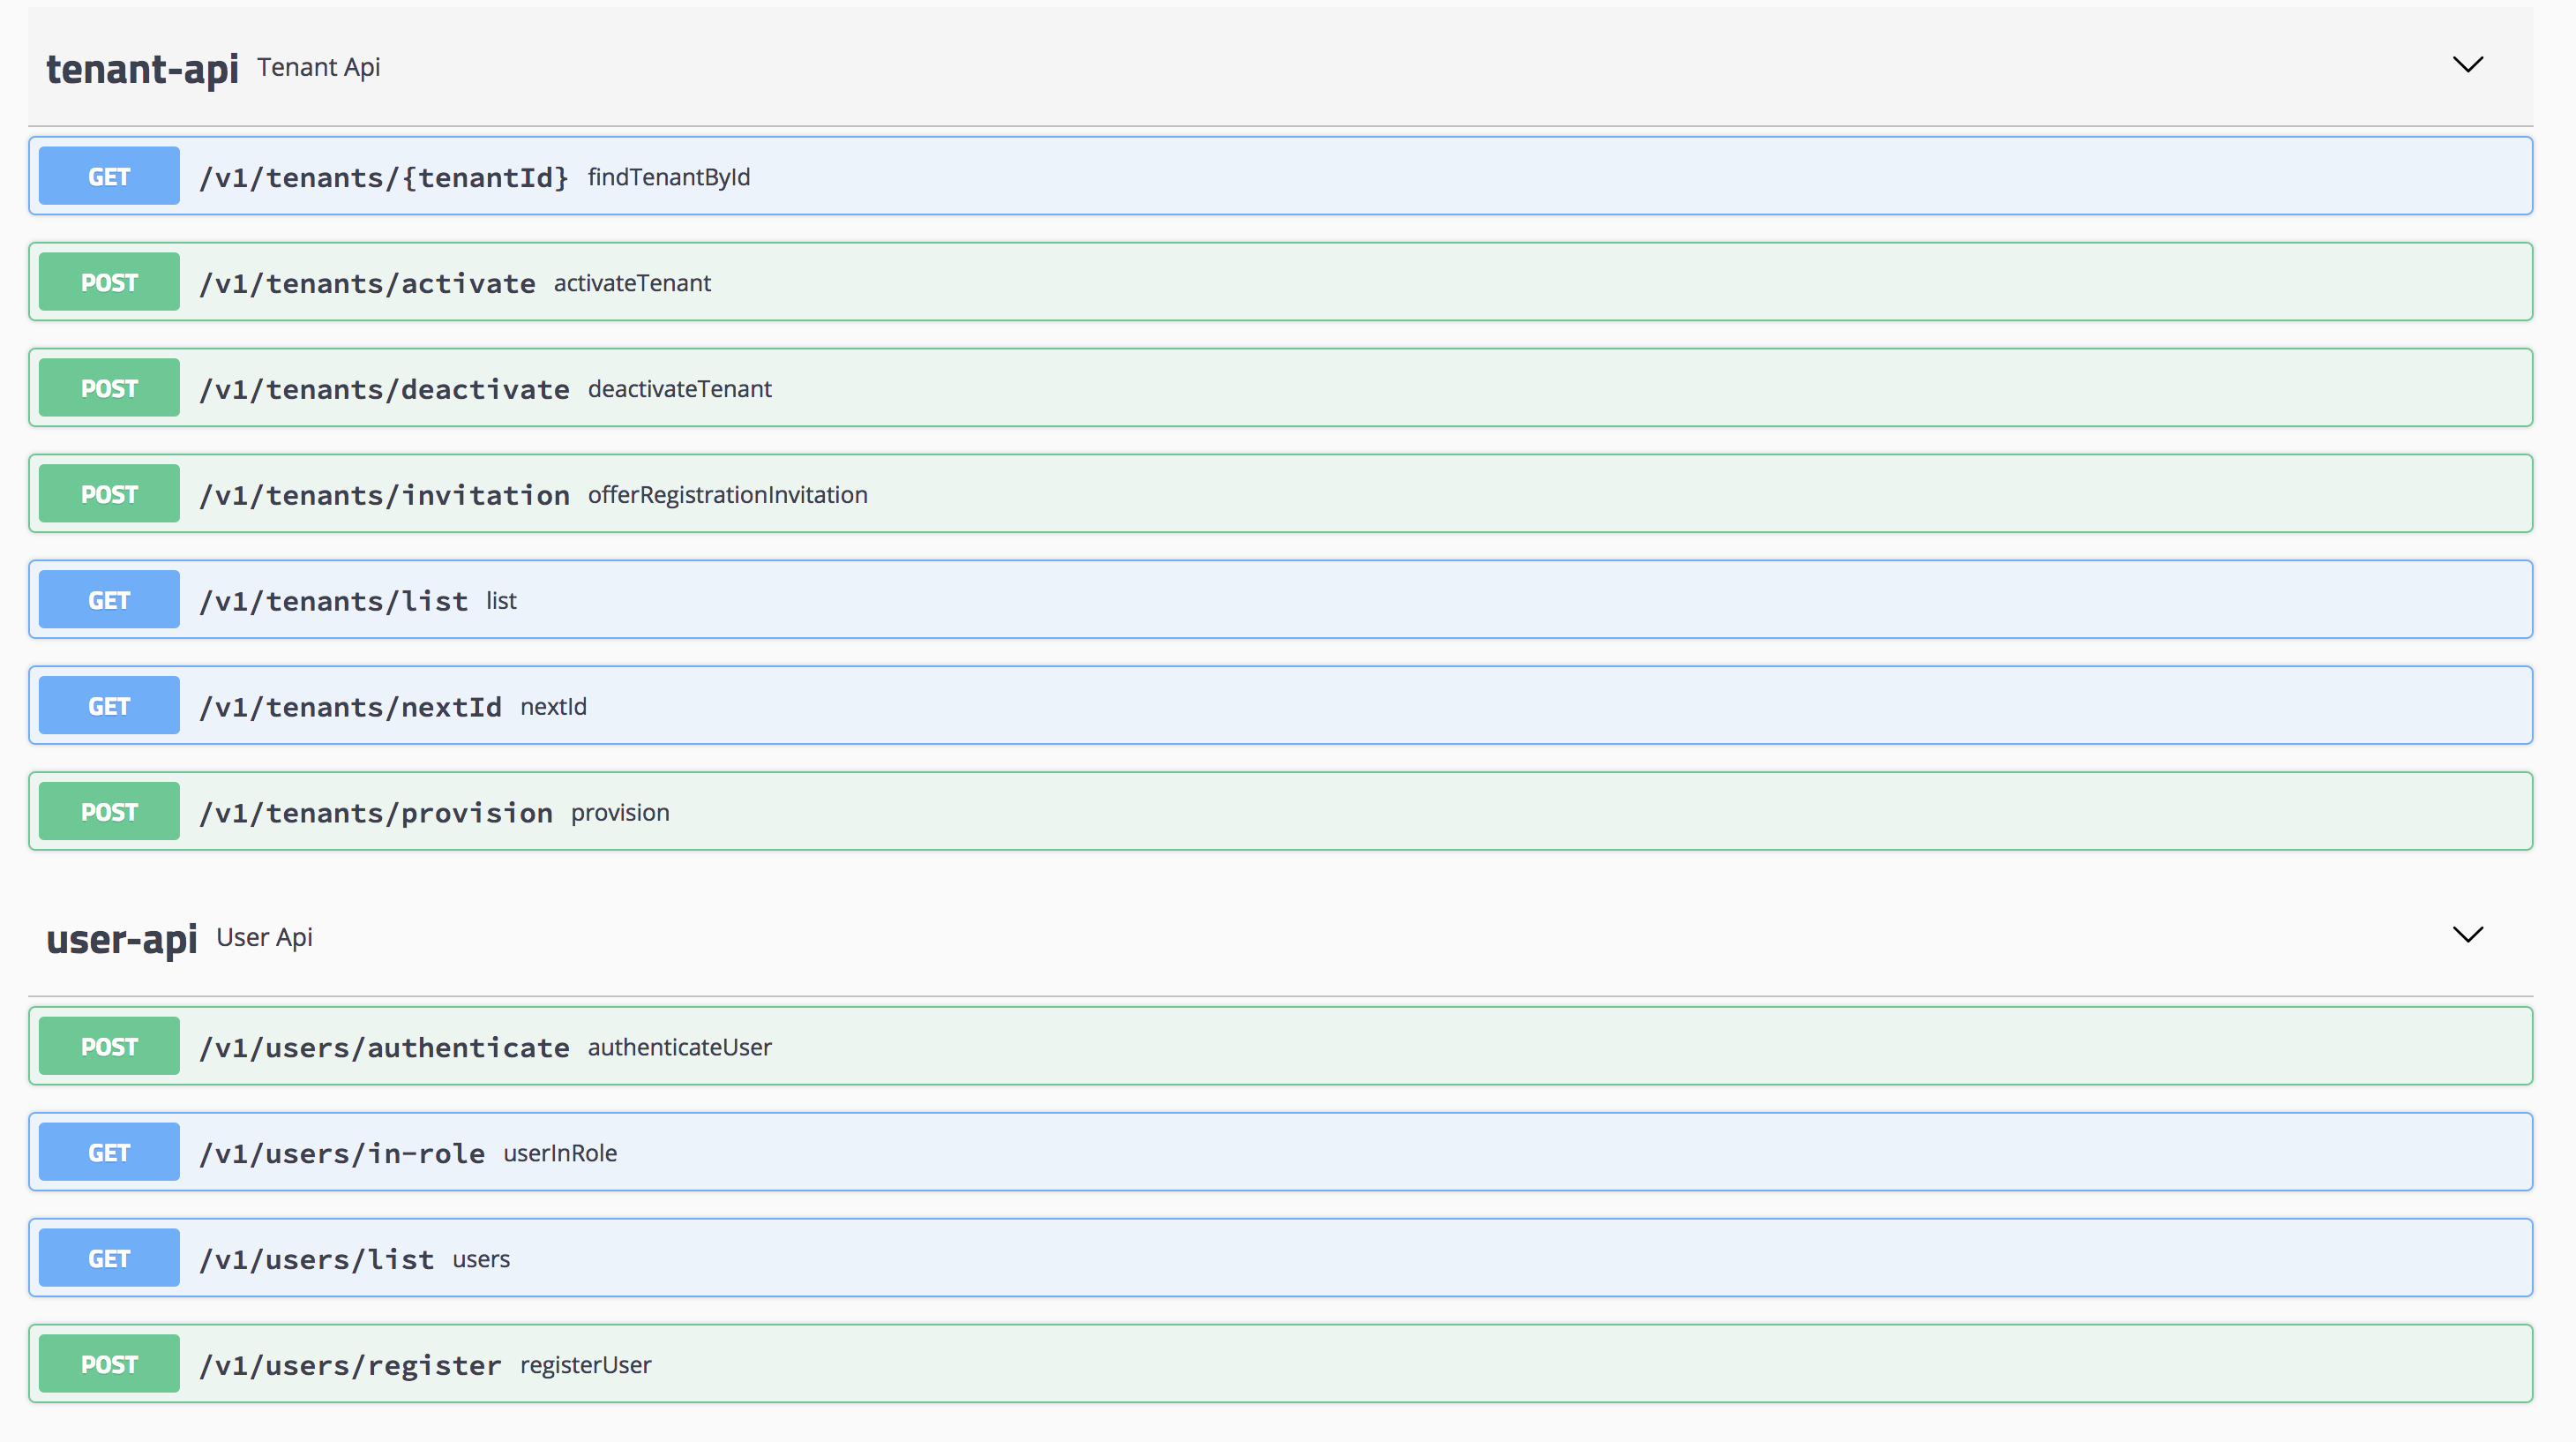 tenant-api Tenant Api
GET /v1/tenants/{tenantId} findTenantById
POST /v1/tenants/activate activateTenant
POST /v1/tenants/deactivate deactivateTenant
POST /v1/tenants/invitation offerRegistrationInvitation
GET /v1/tenants/list list
GET /v1/tenants/nextId nextId
POST /v1/tenants/provision provision
user-api User Api
POST /v1/users/authenticate authenticateUser
GET /v1/users/in-role userInRole
GET /v1/users/list users
POST /v1/users/register registerUser